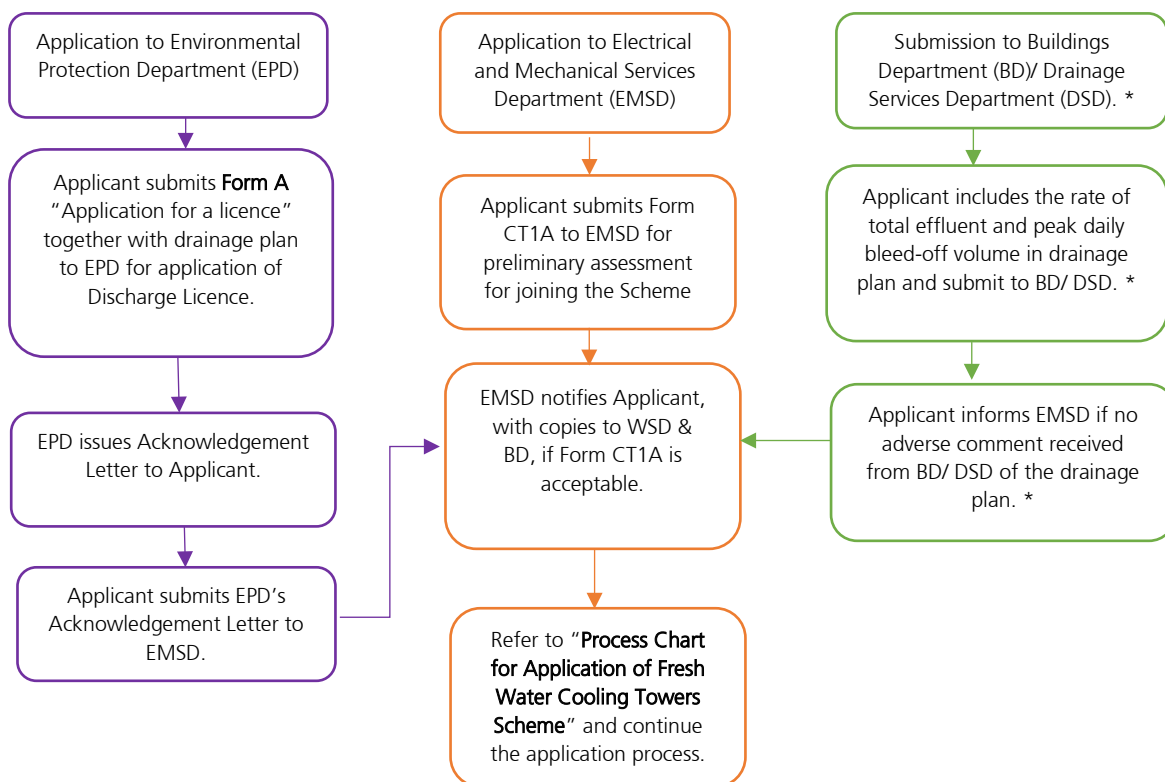 Application to Environmental
Protection Department (EPD)
Applicant submits Form A
“Application for a licence”
together with drainage plan
to EPD for application of
Discharge Licence.
EPD issues Acknowledgement
Letter to Applicant.
Applicant submits EPD’s
Acknowledgement Letter to
EMSD.
Application to Electrical
and Mechanical Services
Department (EMSD)
Applicant submits Form
CT1A to EMSD for
preliminary assessment
for joining the Scheme
EMSD notifies Applicant,
with copies to WSD &
BD, if Form CT1A is
acceptable.
Refer to “Process Chart
for Application of Fresh
Water Cooling Towers
Scheme” and continue
the application process.
Submission to Buildings
Department (BD)/ Drainage
Services Department (DSD). *
Applicant includes the rate of
total effluent and peak daily
bleed-off volume in drainage
plan and submit to BD/ DSD. *
Applicant informs EMSD if no
adverse comment received
from BD/ DSD of the drainage
plan. *